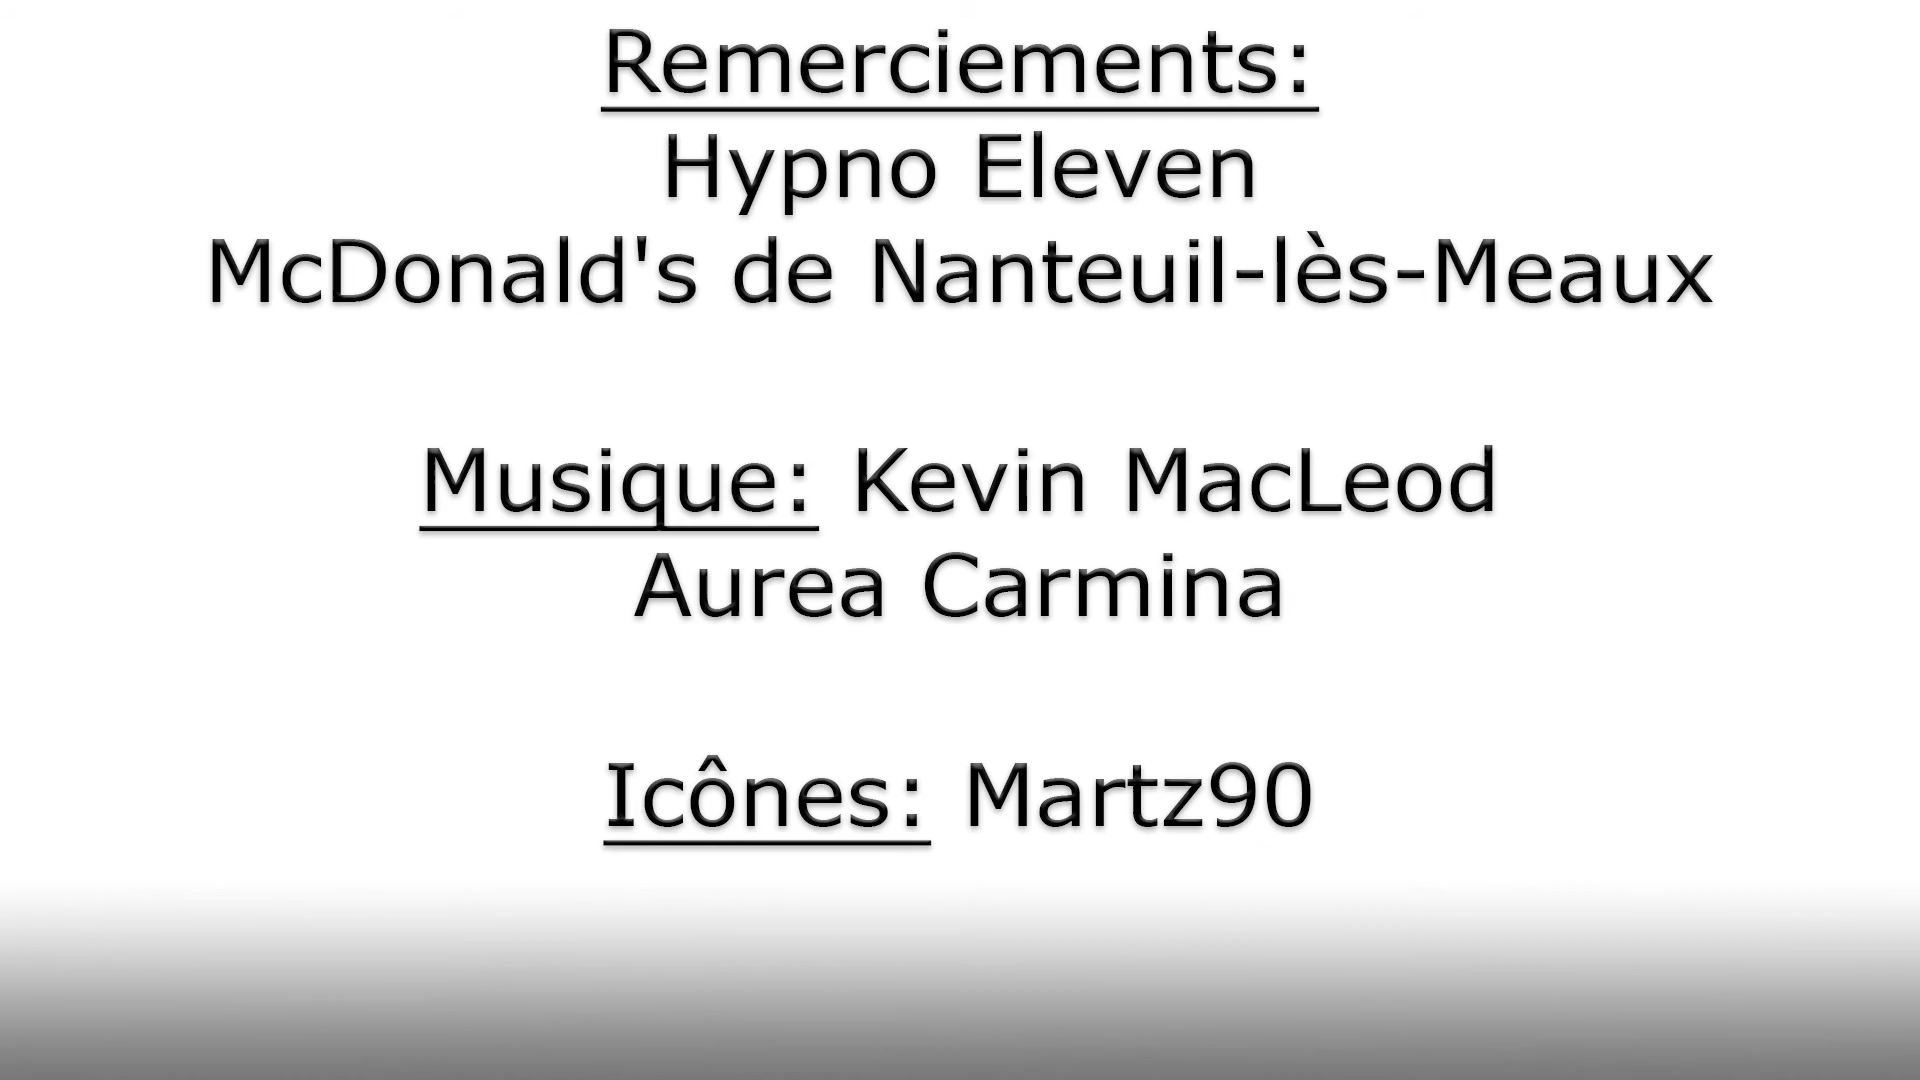 Remerciements:
Hypno Eleven
McDonald's de Nanteuil-lès-Meaux
Musique: Kevin MacLeod
Aurea Carmina
Icônes: Martz90